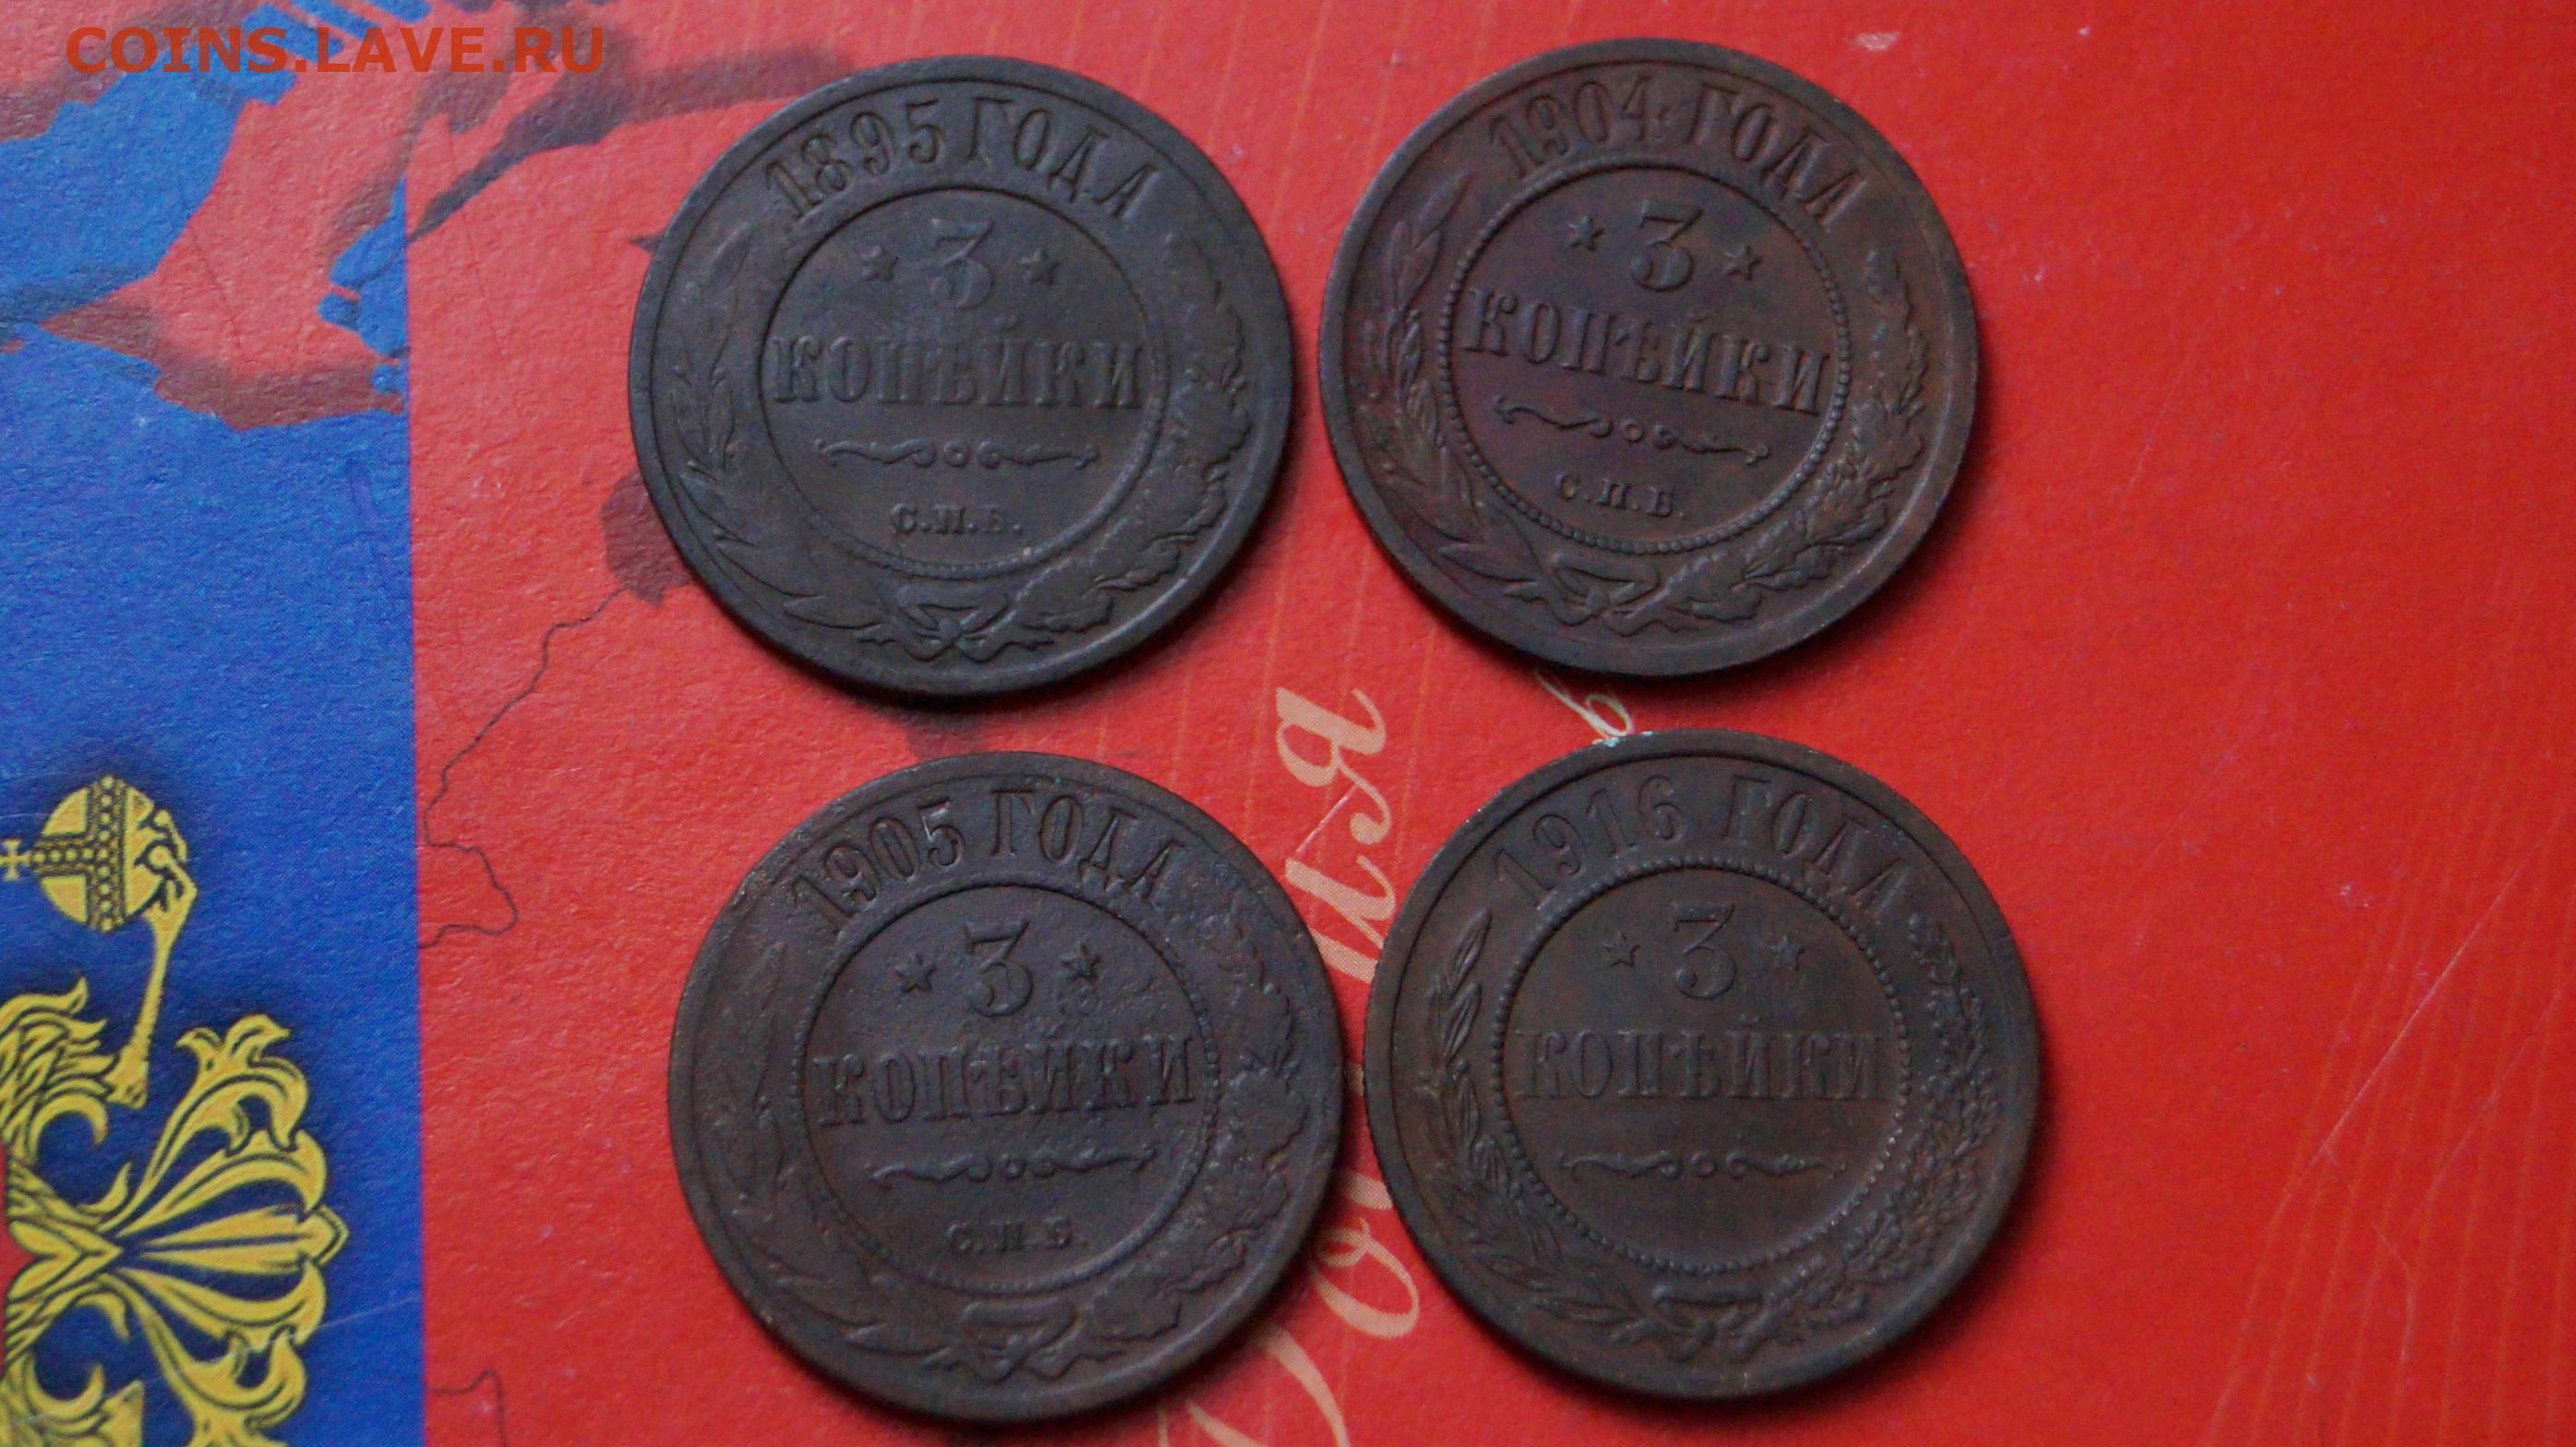 COINS.LAVE.RU
1895 ГОДА
3
КОПѢЙКИ
С.П.Б.
1904 ГОДА
3
КОПѢЙКИ
С.П.Б.
1905 ГОДА
3
КОПѢЙКИ
С.П.Б.
1916 ГОДА
3
КОПѢЙКИ
Россия
в